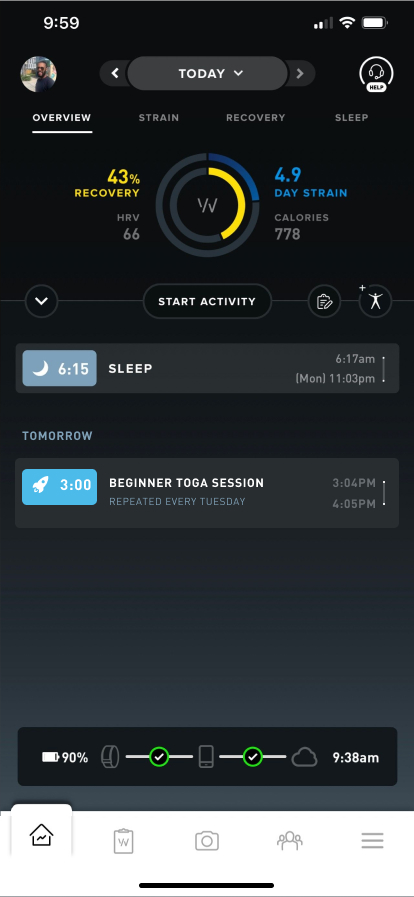 9:59
TODAY
HELP
OVERVIEW STRAIN RECOVERY SLEEP
43%
RECOVERY
HRV
66
W
4.9
DAY STRAIN
CALORIES
778
START ACTIVITY
6:15 SLEEP
6:17am
(Mon) 11:03pm
TOMORROW
3:00 BEGINNER TOGA SESSION
REPEATED EVERY TUESDAY
3:04PM
4:05PM
90% 9:38am
W